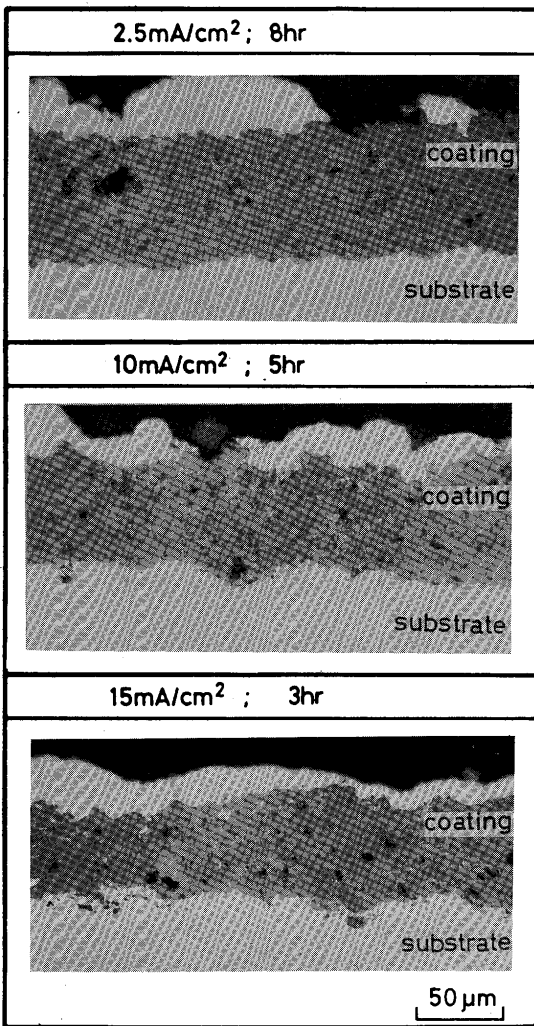 2.5mA/cm² ; 8hr
coating
substrate
10mA/cm² ; 5hr
coating
substrate
15mA/cm² ; 3hr
coating
substrate
50 µm